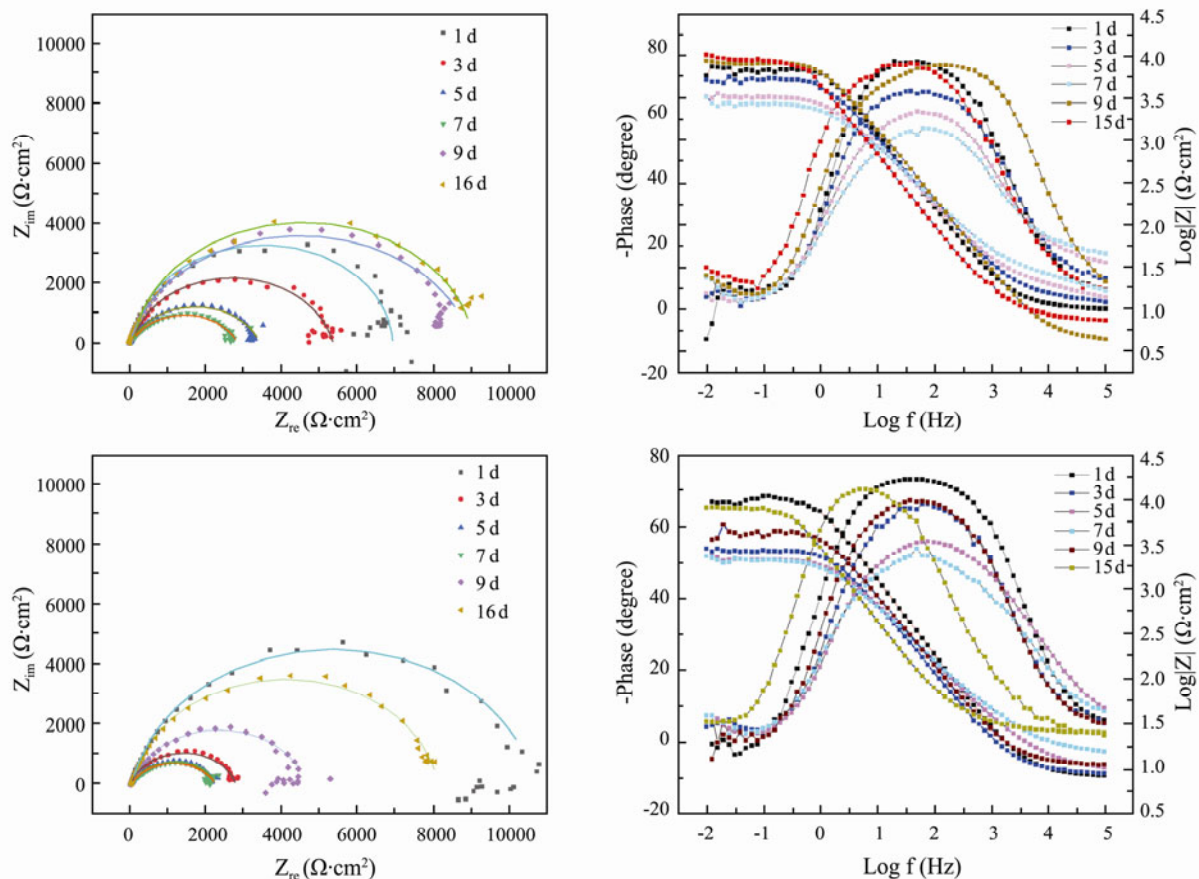 10000
8000
6000
4000
2000
0
Z_im (Ω·cm²)
0 2000 4000 6000 8000 10000
Z_re (Ω·cm²)
1 d
3 d
5 d
7 d
9 d
16 d
80
60
40
20
0
-20
-Phase (degree)
-2 -1 0 1 2 3 4 5
Log f (Hz)
4.5
4.0
3.5
3.0
2.5
2.0
1.5
1.0
0.5
Log|Z| (Ω·cm²)
1 d
3 d
5 d
7 d
9 d
15 d
10000
8000
6000
4000
2000
0
Z_im (Ω·cm²)
0 2000 4000 6000 8000 10000
Z_re (Ω·cm²)
1 d
3 d
5 d
7 d
9 d
16 d
80
60
40
20
0
-20
-Phase (degree)
-2 -1 0 1 2 3 4 5
Log f (Hz)
4.5
4.0
3.5
3.0
2.5
2.0
1.5
1.0
0.5
Log|Z| (Ω·cm²)
1 d
3 d
5 d
7 d
9 d
15 d